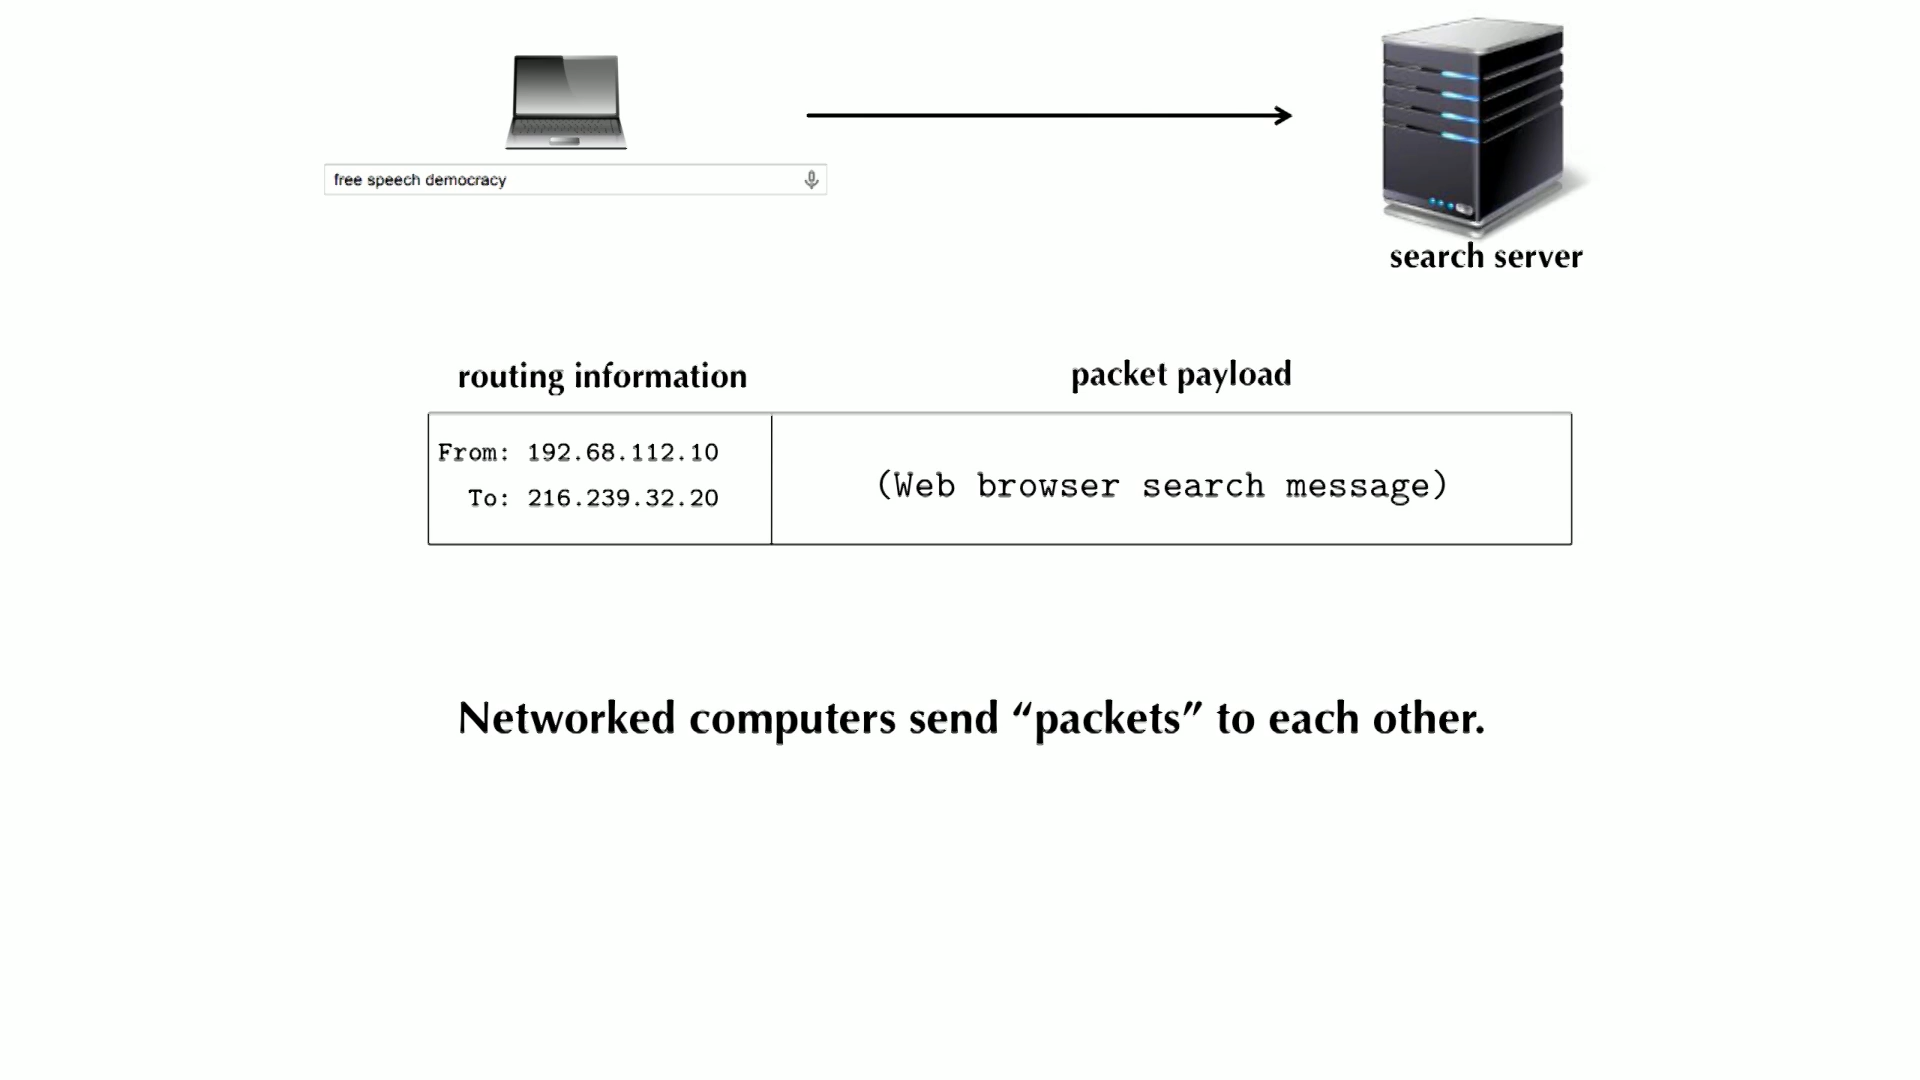 free speech democracy
search server
routing information
packet payload
From: 192.68.112.10
To: 216.239.32.20
(Web browser search message)
Networked computers send “packets” to each other.